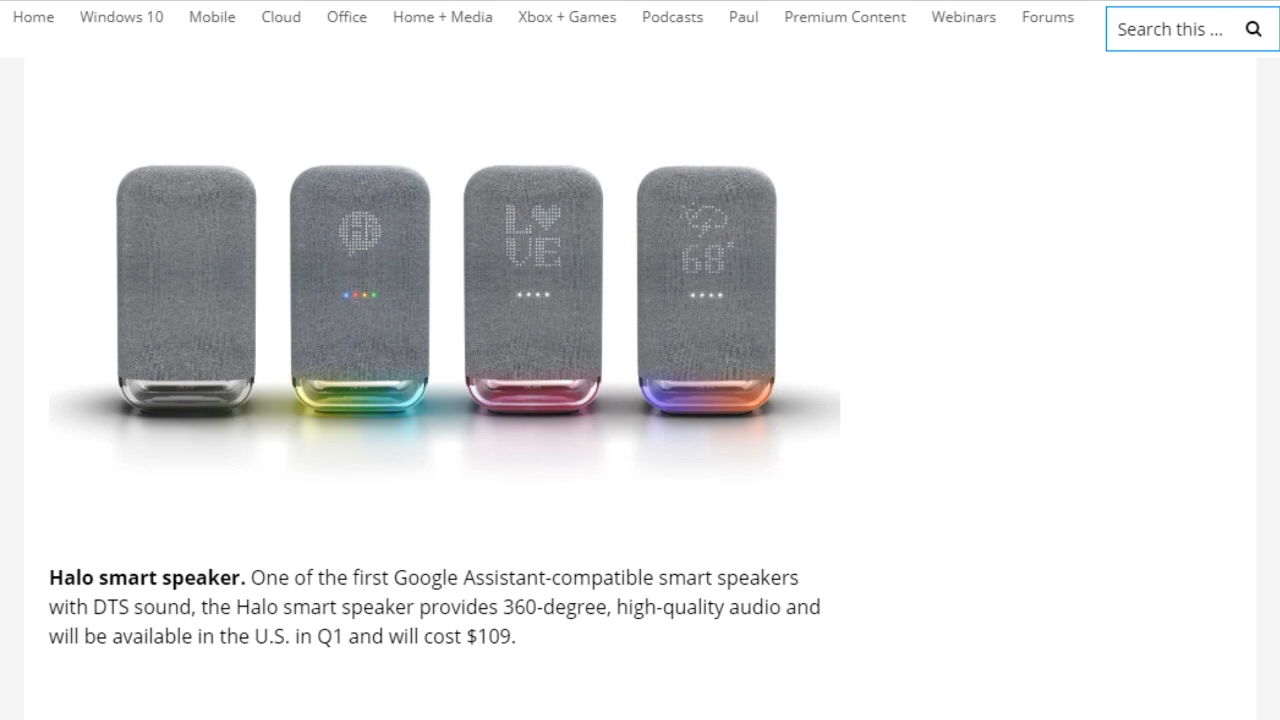 Home Windows 10 Mobile Cloud Office Home + Media Xbox + Games Podcasts Paul Premium Content Webinars Forums Search this ...
Hi
L♥
VE
68°
Halo smart speaker. One of the first Google Assistant-compatible smart speakers
with DTS sound, the Halo smart speaker provides 360-degree, high-quality audio and
will be available in the U.S. in Q1 and will cost $109.